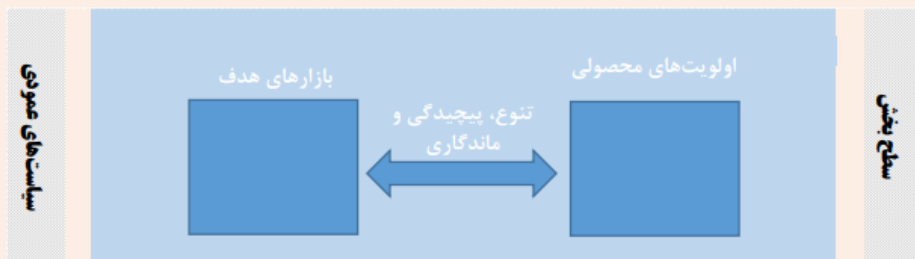 سطح بخش
اولویت‌های محصولی
تنوع، پیچیدگی و
ماندگاری
بازارهای هدف
سیاست‌های عمودی